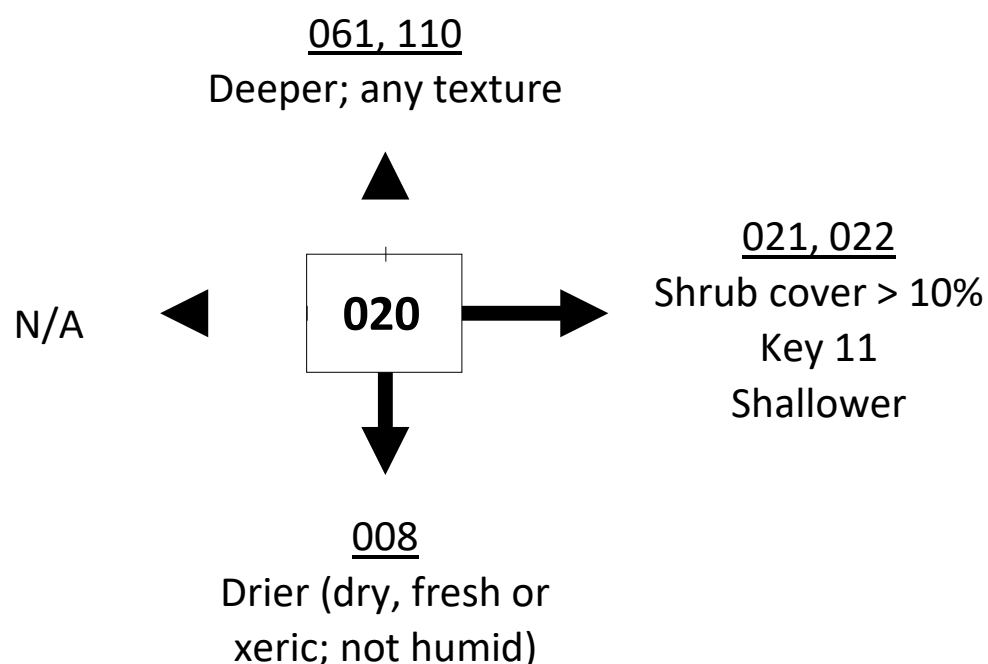 061, 110
Deeper; any texture
N/A
020
021, 022
Shrub cover > 10%
Key 11
Shallower
008
Drier (dry, fresh or
xeric; not humid)